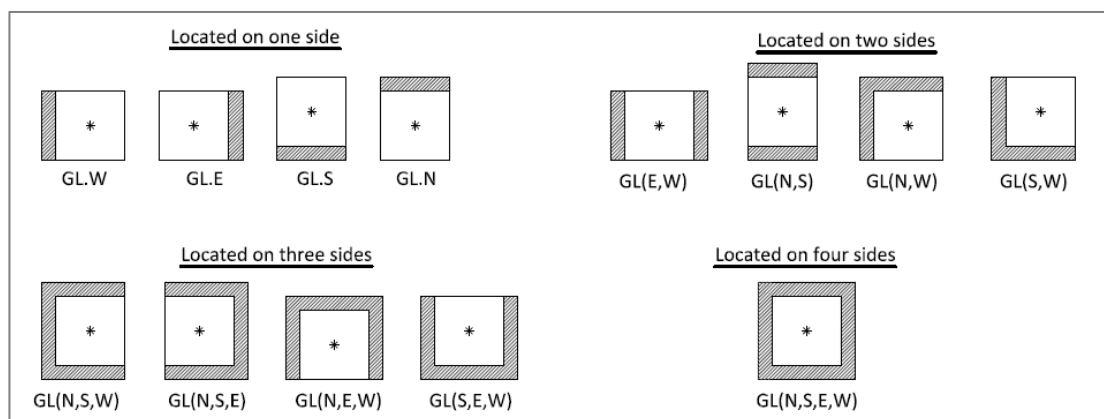 Located on one side
Located on two sides
GL.W
GL.E
GL.S
GL.N
GL(E,W)
GL(N,S)
GL(N,W)
GL(S,W)
Located on three sides
Located on four sides
GL(N,S,W)
GL(N,S,E)
GL(N,E,W)
GL(S,E,W)
GL(N,S,E,W)